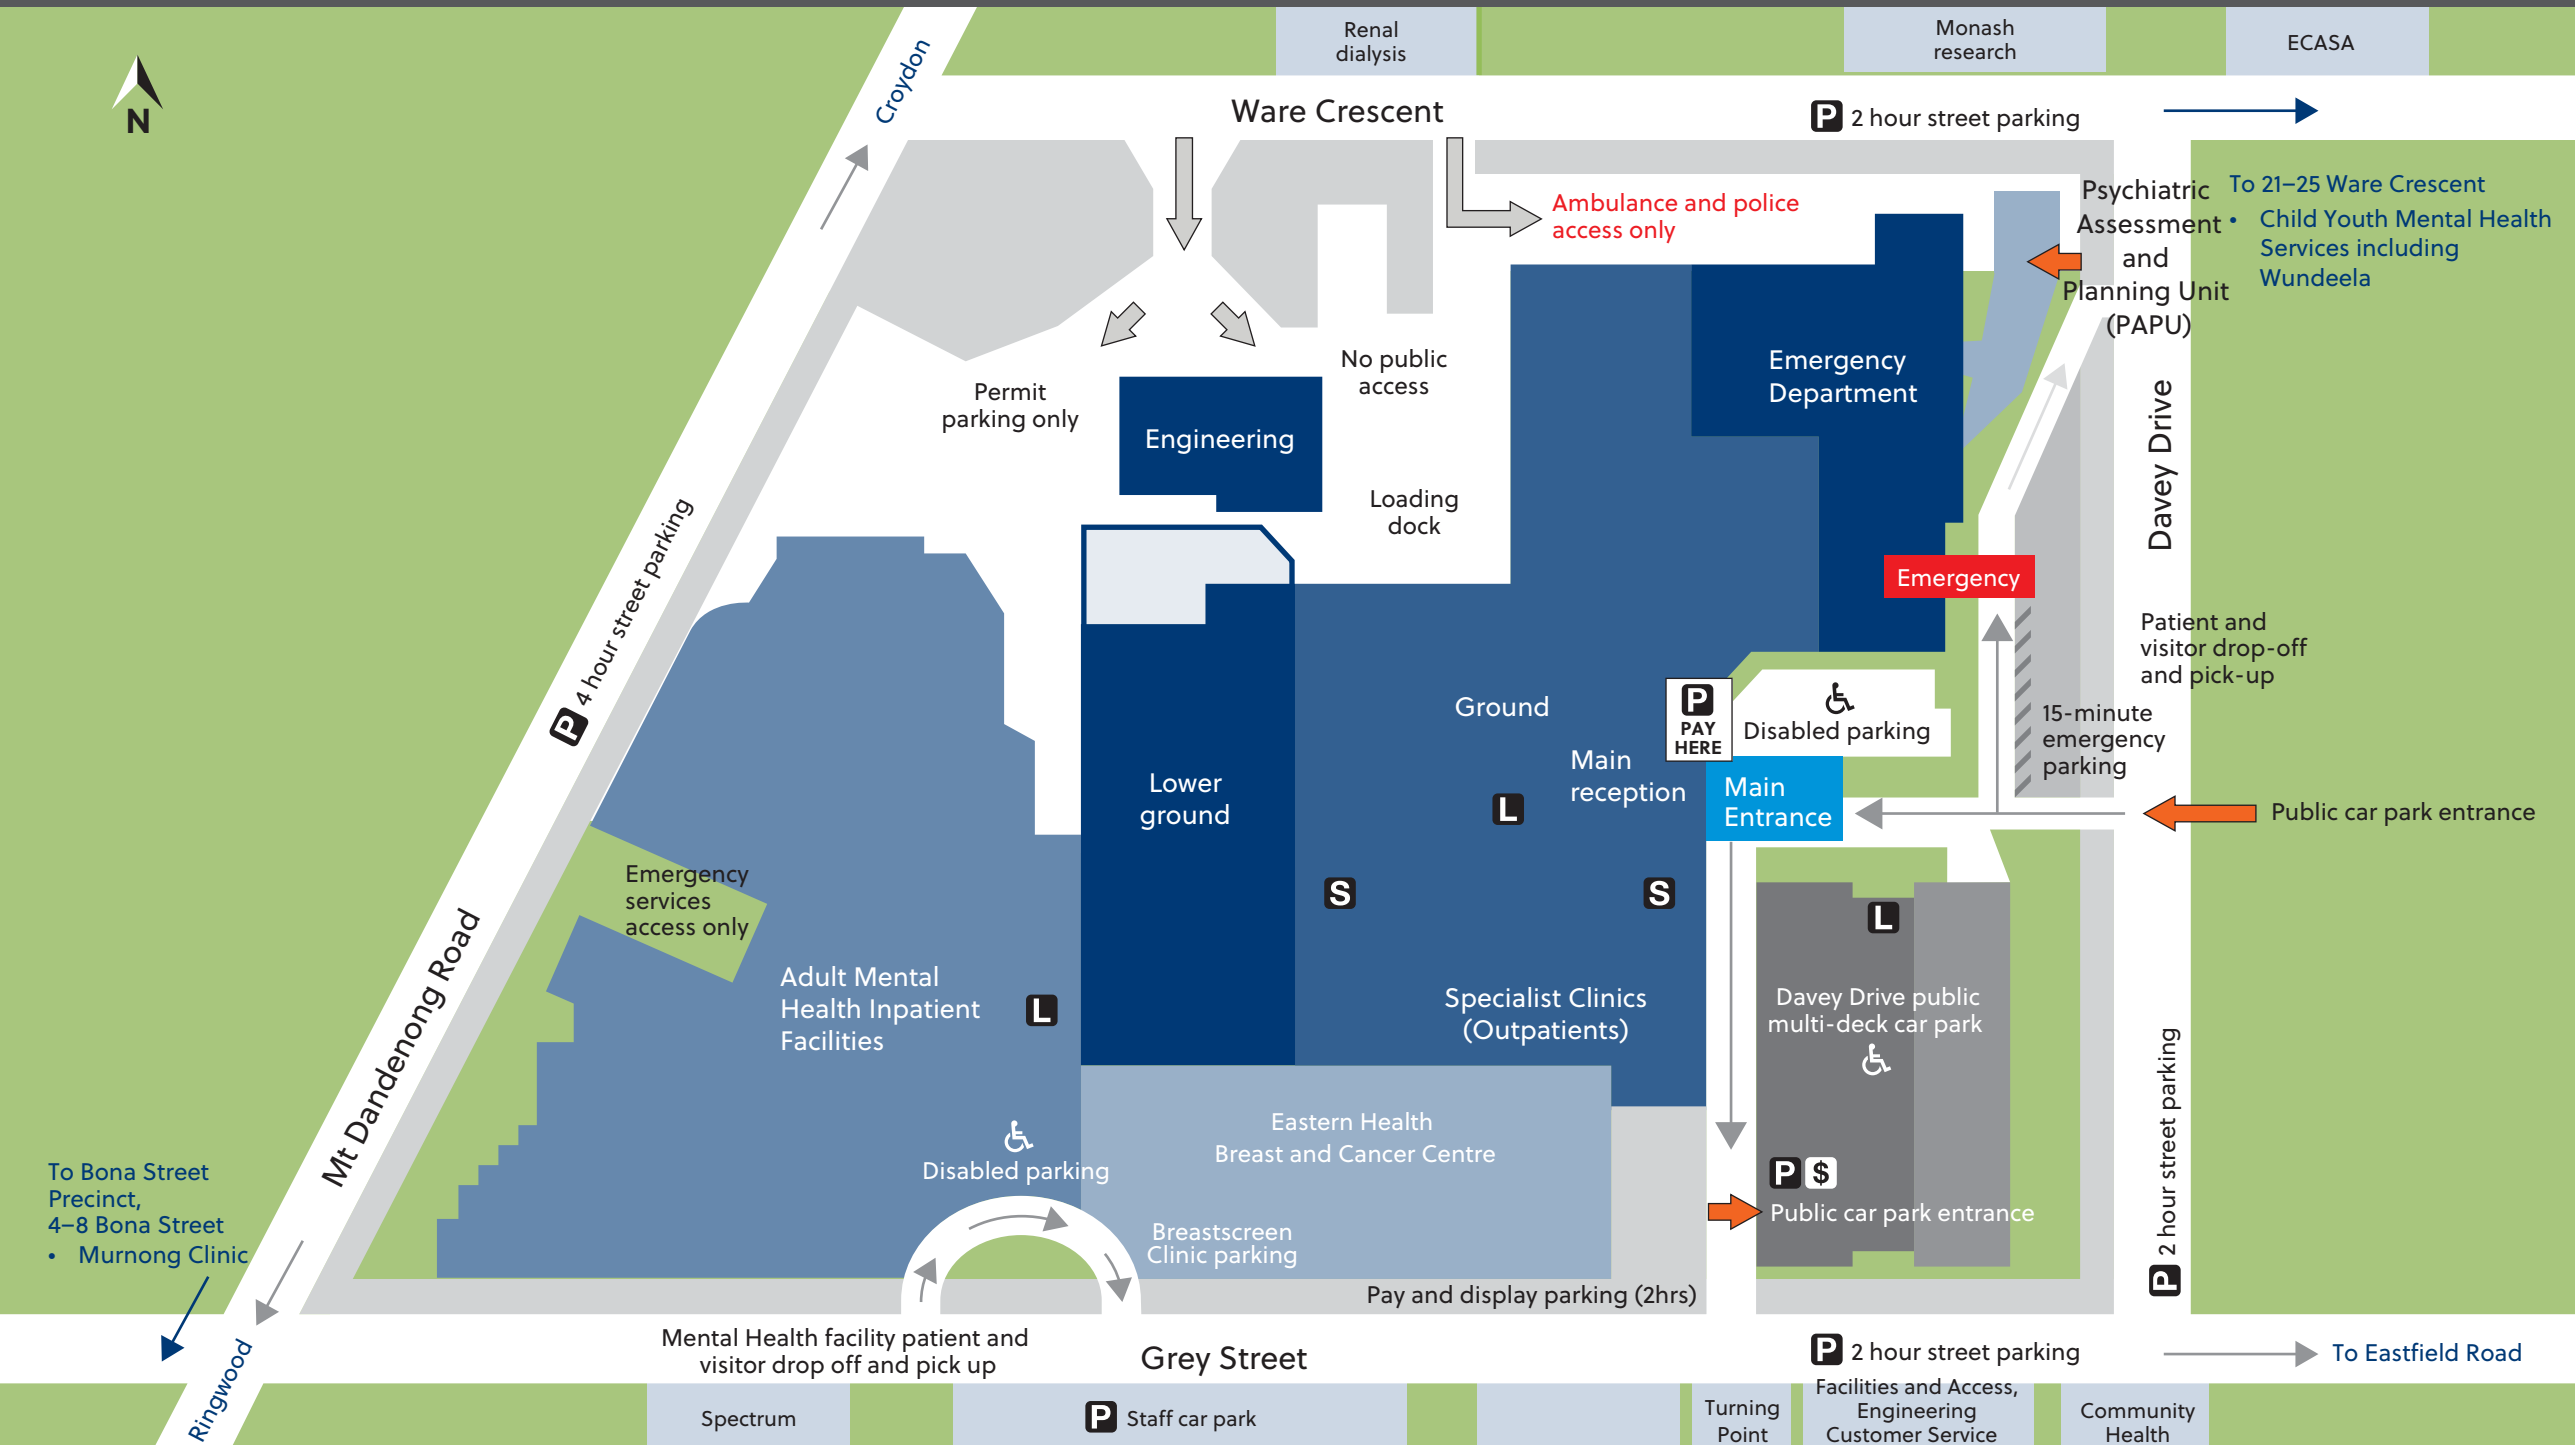 Renal
dialysis
Monash
research
ECASA
N
Croydon
Ware Crescent
P 2 hour street parking
Ambulance and police
access only
Psychiatric
Assessment
and
Planning Unit
(PAPU)
To 21–25 Ware Crescent
• Child Youth Mental Health
Services including
Wundeela
Permit
parking only
No public
access
Engineering
Emergency
Department
Loading
dock
Davey Drive
P 4 hour street parking
Emergency
Patient and
visitor drop-off
and pick-up
Ground
P
PAY
HERE
Disabled parking
15-minute
emergency
parking
Main
reception
Main
Entrance
Lower
ground
L
Public car park entrance
Emergency
services
access only
S
S
L
Mt Dandenong Road
Adult Mental
Health Inpatient
Facilities
L
Specialist Clinics
(Outpatients)
Davey Drive public
multi-deck car park
P 2 hour street parking
Eastern Health
Breast and Cancer Centre
Disabled parking
P $
Public car park entrance
To Bona Street
Precinct,
4–8 Bona Street
• Murnong Clinic
Breastscreen
Clinic parking
Pay and display parking (2hrs)
Mental Health facility patient and
visitor drop off and pick up
Grey Street
P 2 hour street parking
To Eastfield Road
Ringwood
Spectrum
P Staff car park
Turning
Point
Facilities and Access,
Engineering
Customer Service
Community
Health